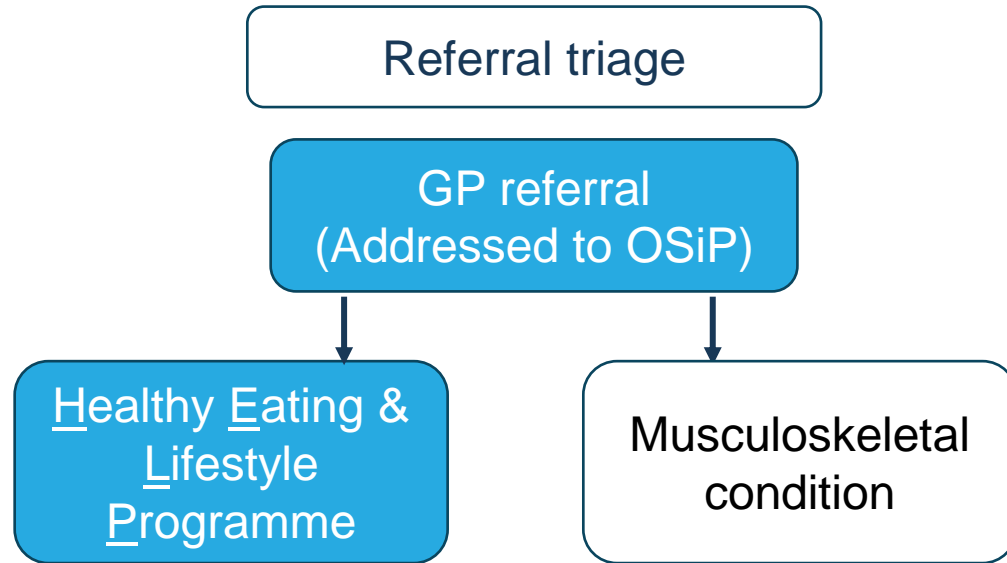 Referral triage
GP referral
(Addressed to OSiP)
Healthy Eating &
Lifestyle
Programme
Musculoskeletal
condition